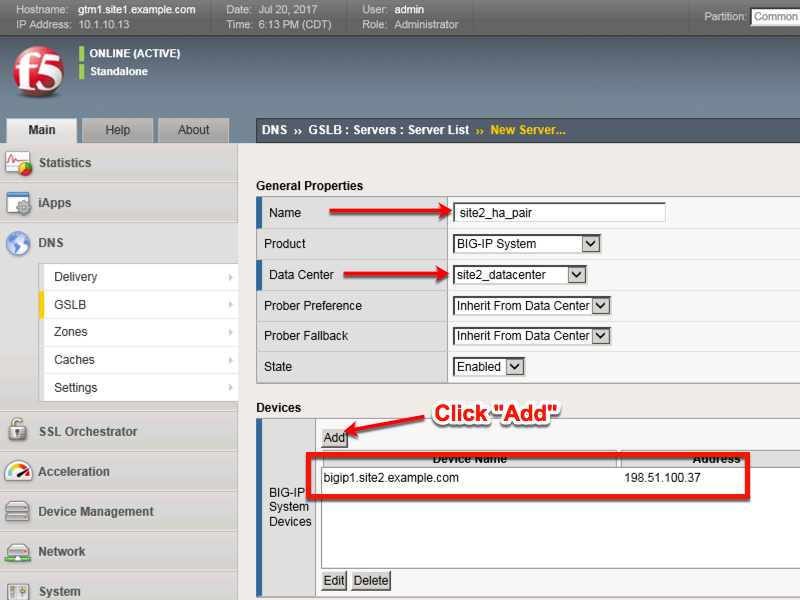 Hostname: gtm1.site1.example.com Date: Jul 20, 2017 User: admin
IP Address: 10.1.10.13 Time: 6:13 PM (CDT) Role: Administrator
Partition: Common
f5
ONLINE (ACTIVE)
Standalone
Main Help About
DNS ›› GSLB : Servers : Server List ›› New Server...
Statistics
iApps
DNS
Delivery
GSLB
Zones
Caches
Settings
SSL Orchestrator
Acceleration
Device Management
Network
System
General Properties
Name site2_ha_pair
Product BIG-IP System
Data Center site2_datacenter
Prober Preference Inherit From Data Center
Prober Fallback Inherit From Data Center
State Enabled
Devices
Click "Add"
Add
Device Name Address
bigip1.site2.example.com 198.51.100.37
BIG-IP
System
Devices
Edit Delete